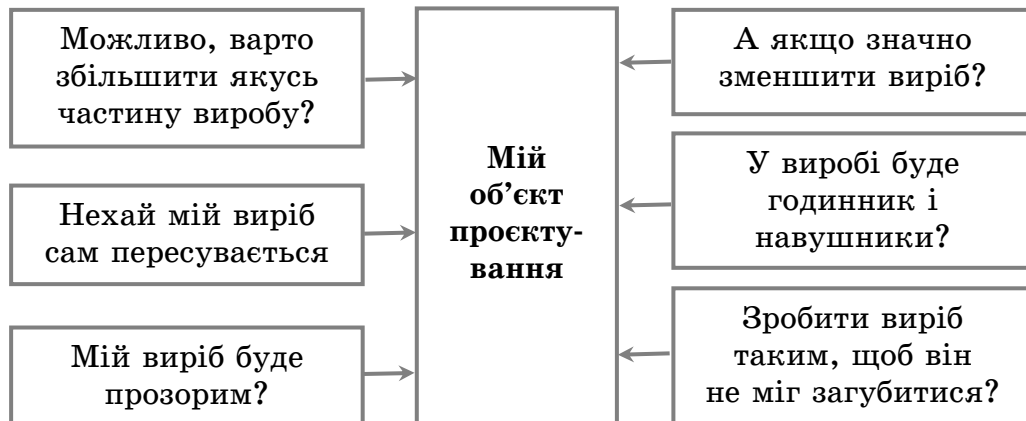 Можливо, варто
збільшити якусь
частину виробу?
Нехай мій виріб
сам пересувається
Мій виріб буде
прозорим?
Мій
об’єкт
проєкту-
вання
А якщо значно
зменшити виріб?
У виробі буде
годинник і
навушники?
Зробити виріб
таким, щоб він
не міг загубитися?